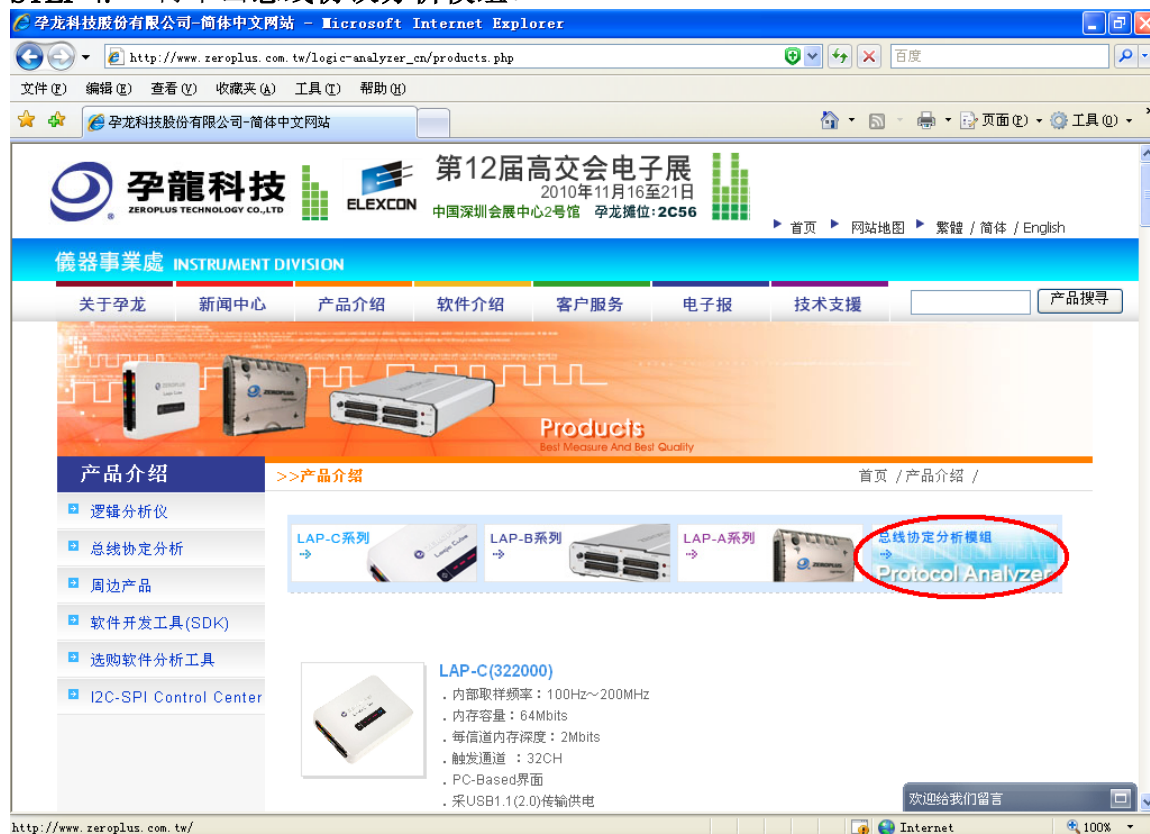 孕龙科技股份有限公司-简体中文网站 - Microsoft Internet Explorer
http://www.zeroplus.com.tw/logic-analyzer_cn/products.php
百度
文件(F) 编辑(E) 查看(V) 收藏夹(A) 工具(T) 帮助(H)
孕龙科技股份有限公司-简体中文网站
页面(P) 工具(O)
孕龍科技
ZEROPLUS TECHNOLOGY CO.,LTD
ELEXCON
第12届高交会电子展
2010年11月16至21日
中国深圳会展中心2号馆 孕龙摊位:2C56
首页 网站地图 繁體 / 简体 / English
儀器事業處 INSTRUMENT DIVISION
关于孕龙 新闻中心 产品介绍 软件介绍 客户服务 电子报 技术支援 产品搜寻
Products
Best Measure And Best Quality
产品介绍
>>产品介绍
首页 /产品介绍 /
逻辑分析仪
总线协定分析
周边产品
软件开发工具(SDK)
选购软件分析工具
I2C-SPI Control Center
LAP-C系列
LAP-B系列
LAP-A系列
总线协定分析模组
Protocol Analyzer
LAP-C(322000)
. 内部取样频率：100Hz～200MHz
. 内存容量：64Mbits
. 每信道内存深度：2Mbits
. 触发通道 ：32CH
. PC-Based界面
. 采USB1.1(2.0)传输供电
欢迎给我们留言
http://www.zeroplus.com.tw/
Internet
100%